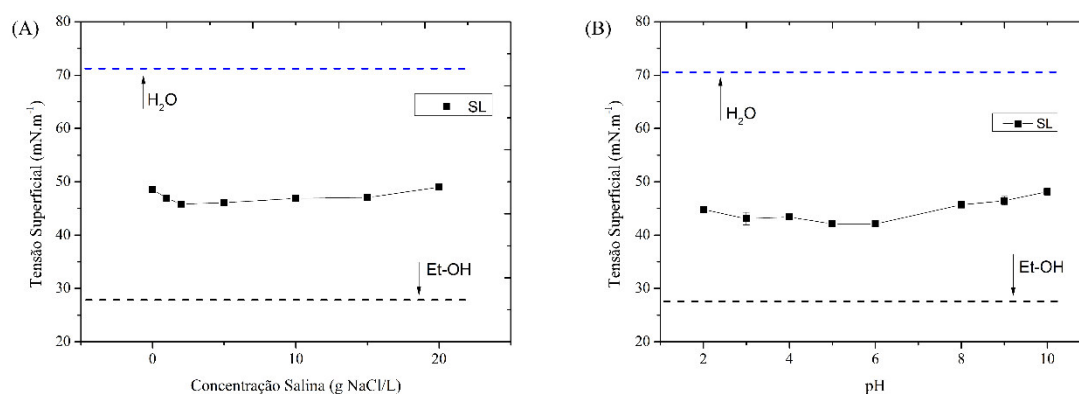 (A)
Tensão Superficial (mN.m⁻¹)
80
70
60
50
40
30
20
H₂O
SL
Et-OH
0
10
20
Concentração Salina (g NaCl/L)
(B)
Tensão Superficial (mN.m⁻¹)
80
70
60
50
40
30
20
H₂O
SL
Et-OH
2
4
6
8
10
pH